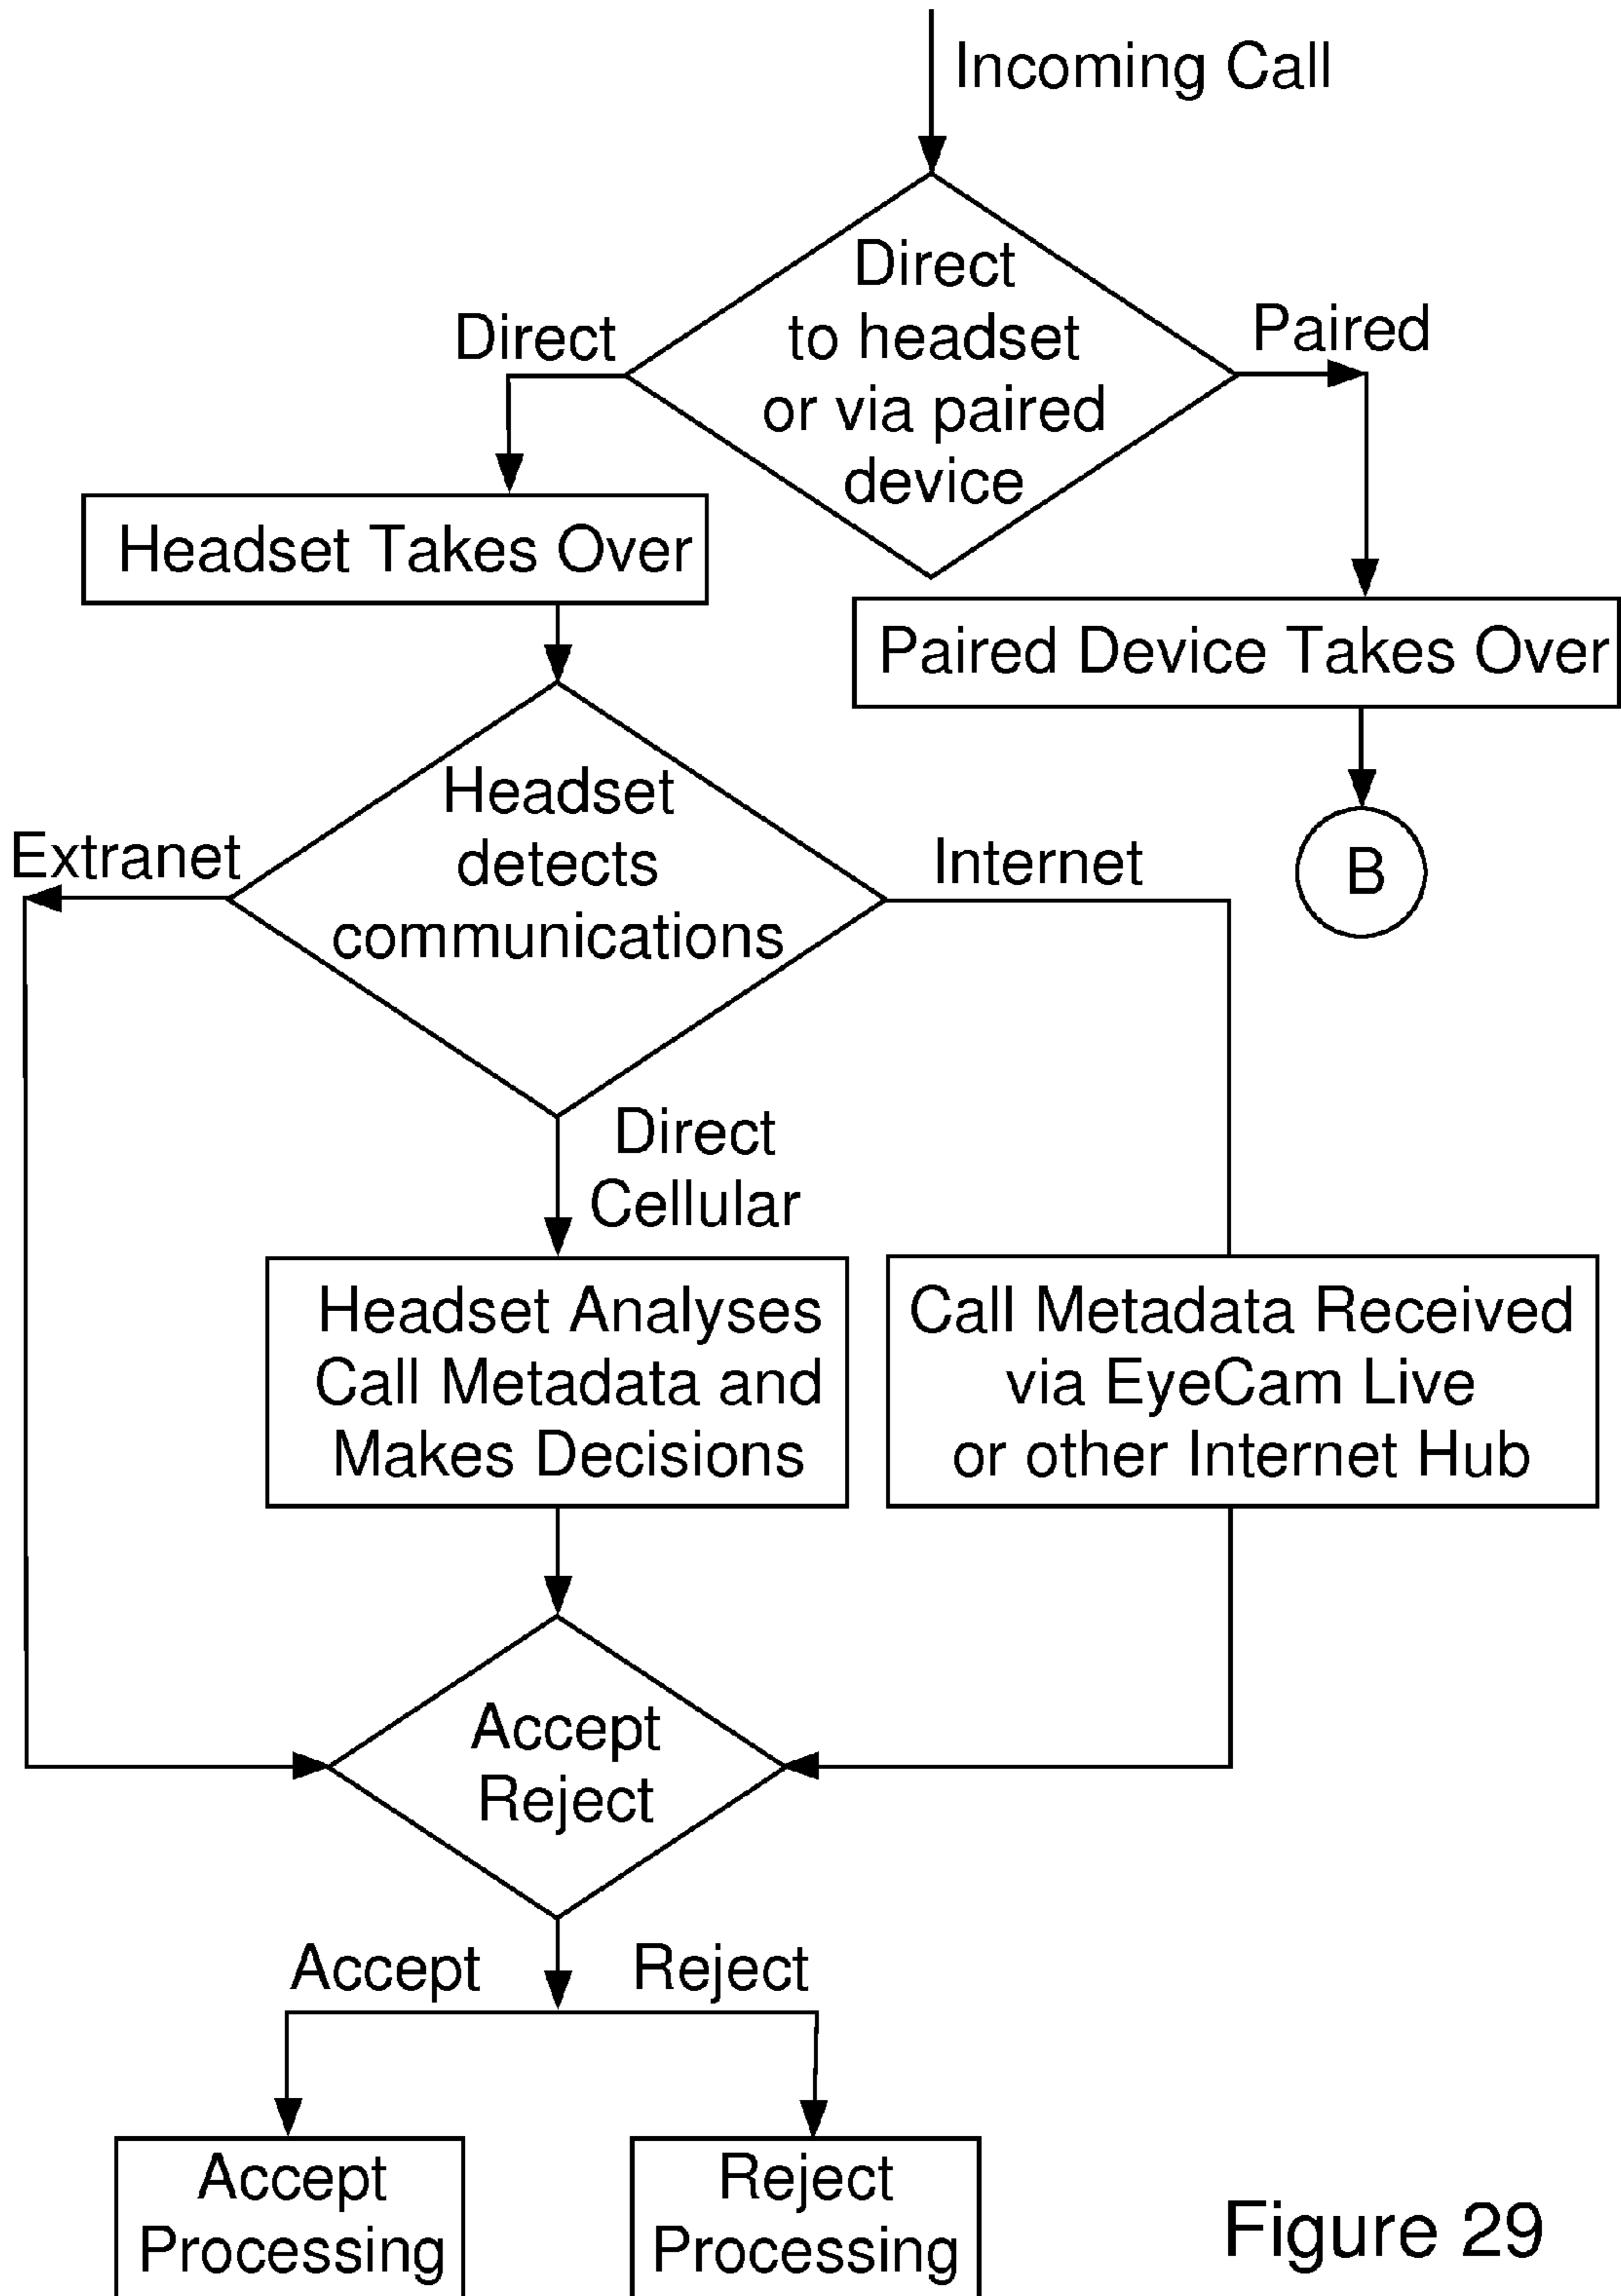 Incoming Call
Direct
to headset
or via paired
device
Direct
Paired
Headset Takes Over
Paired Device Takes Over
B
Headset
detects
communications
Extranet
Internet
Direct
Cellular
Headset Analyses
Call Metadata and
Makes Decisions
Call Metadata Received
via EyeCam Live
or other Internet Hub
Accept
Reject
Accept
Reject
Accept
Processing
Reject
Processing
Figure 29